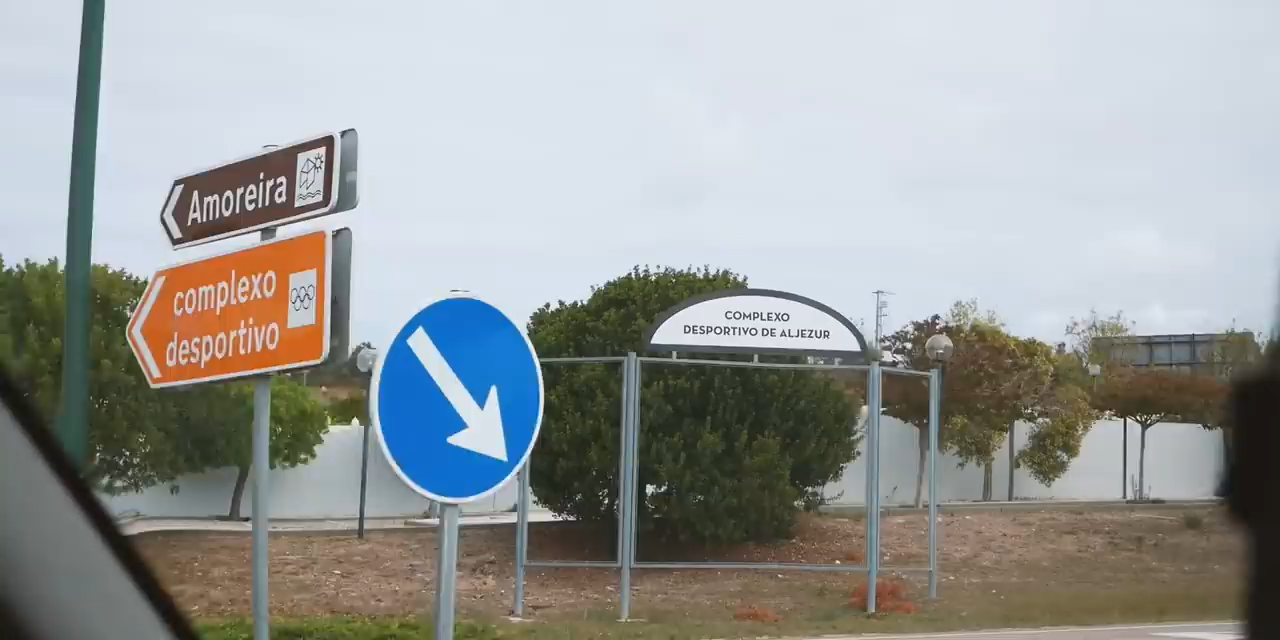 Amoreira
complexo
desportivo
COMPLEXO
DESPORTIVO DE ALJEZUR